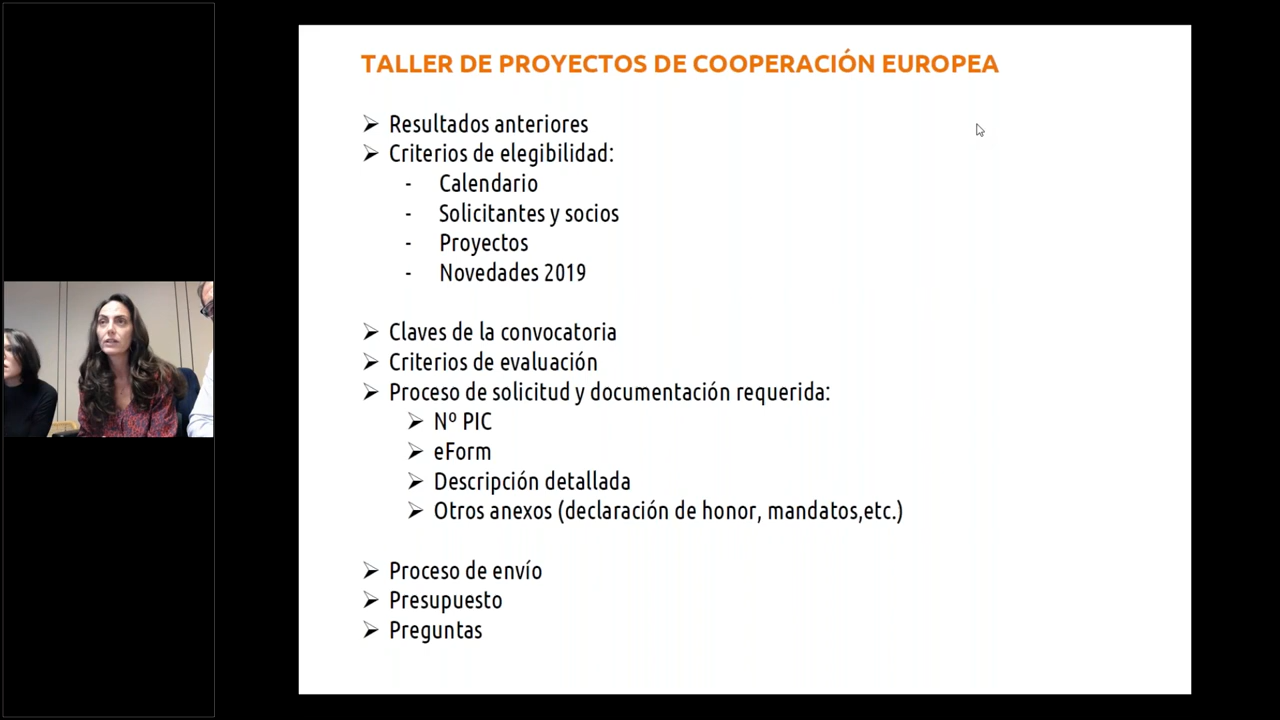 TALLER DE PROYECTOS DE COOPERACIÓN EUROPEA
➢ Resultados anteriores
➢ Criterios de elegibilidad:
- Calendario
- Solicitantes y socios
- Proyectos
- Novedades 2019
➢ Claves de la convocatoria
➢ Criterios de evaluación
➢ Proceso de solicitud y documentación requerida:
➢ Nº PIC
➢ eForm
➢ Descripción detallada
➢ Otros anexos (declaración de honor, mandatos,etc.)
➢ Proceso de envío
➢ Presupuesto
➢ Preguntas